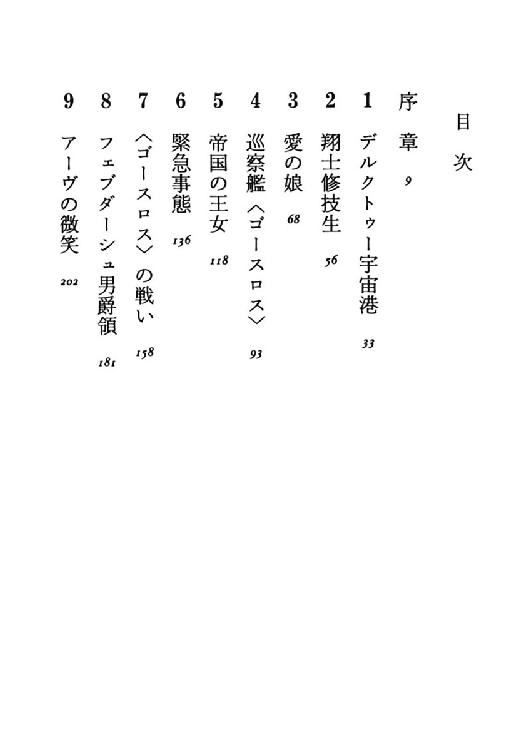 目次
序章 9
1 デルクトゥー宇宙港 33
2 翔士修技生 56
3 愛の娘 68
4 巡察艦〈ゴースロス〉 93
5 帝国の王女 118
6 緊急事態 136
7 〈ゴースロス〉の戦い 158
8 フェブダーシュ男爵領 181
9 アーヴの微笑 202